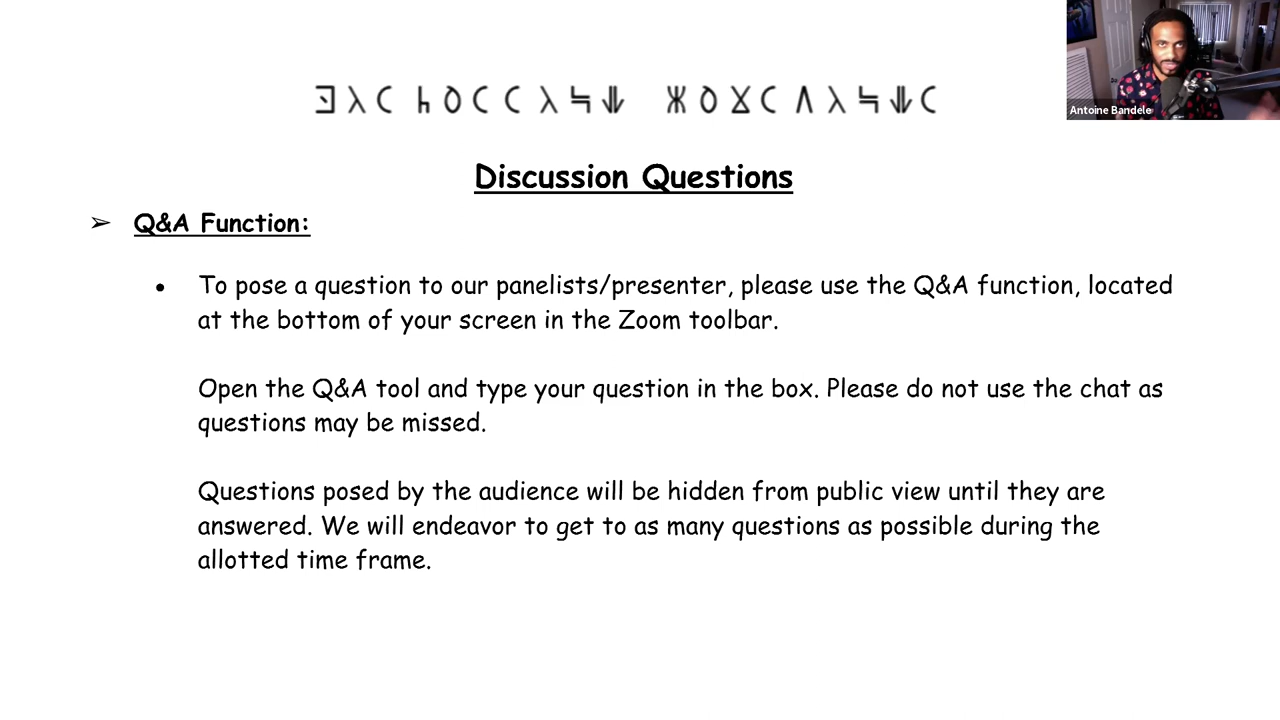 Antoine Bandele
Discussion Questions
➢ Q&A Function:
• To pose a question to our panelists/presenter, please use the Q&A function, located
at the bottom of your screen in the Zoom toolbar.
Open the Q&A tool and type your question in the box. Please do not use the chat as
questions may be missed.
Questions posed by the audience will be hidden from public view until they are
answered. We will endeavor to get to as many questions as possible during the
allotted time frame.